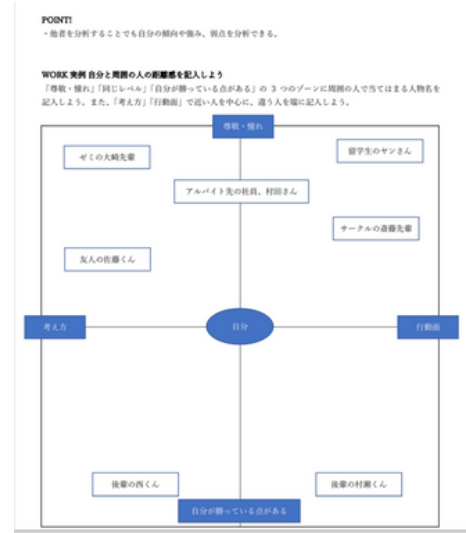 POINT!
・他者を分析することでも自分の傾向や強み、弱点を分析できる。
WORK 実例 自分と周囲の人の距離感を記入しよう
「尊敬・憧れ」「同じレベル」「自分が勝っている点がある」の 3 つのゾーンに周囲の人で当てはまる人物名を
記入しよう。また、「考え方」「行動面」で近い人を中心に、違う人を端に記入しよう。
尊敬・憧れ
ゼミの大崎先輩
留学生のヤンさん
アルバイト先の社員、村田さん
サークルの斎藤先輩
友人の佐藤くん
考え方
自分
行動面
後輩の西くん
後輩の村瀬くん
自分が勝っている点がある